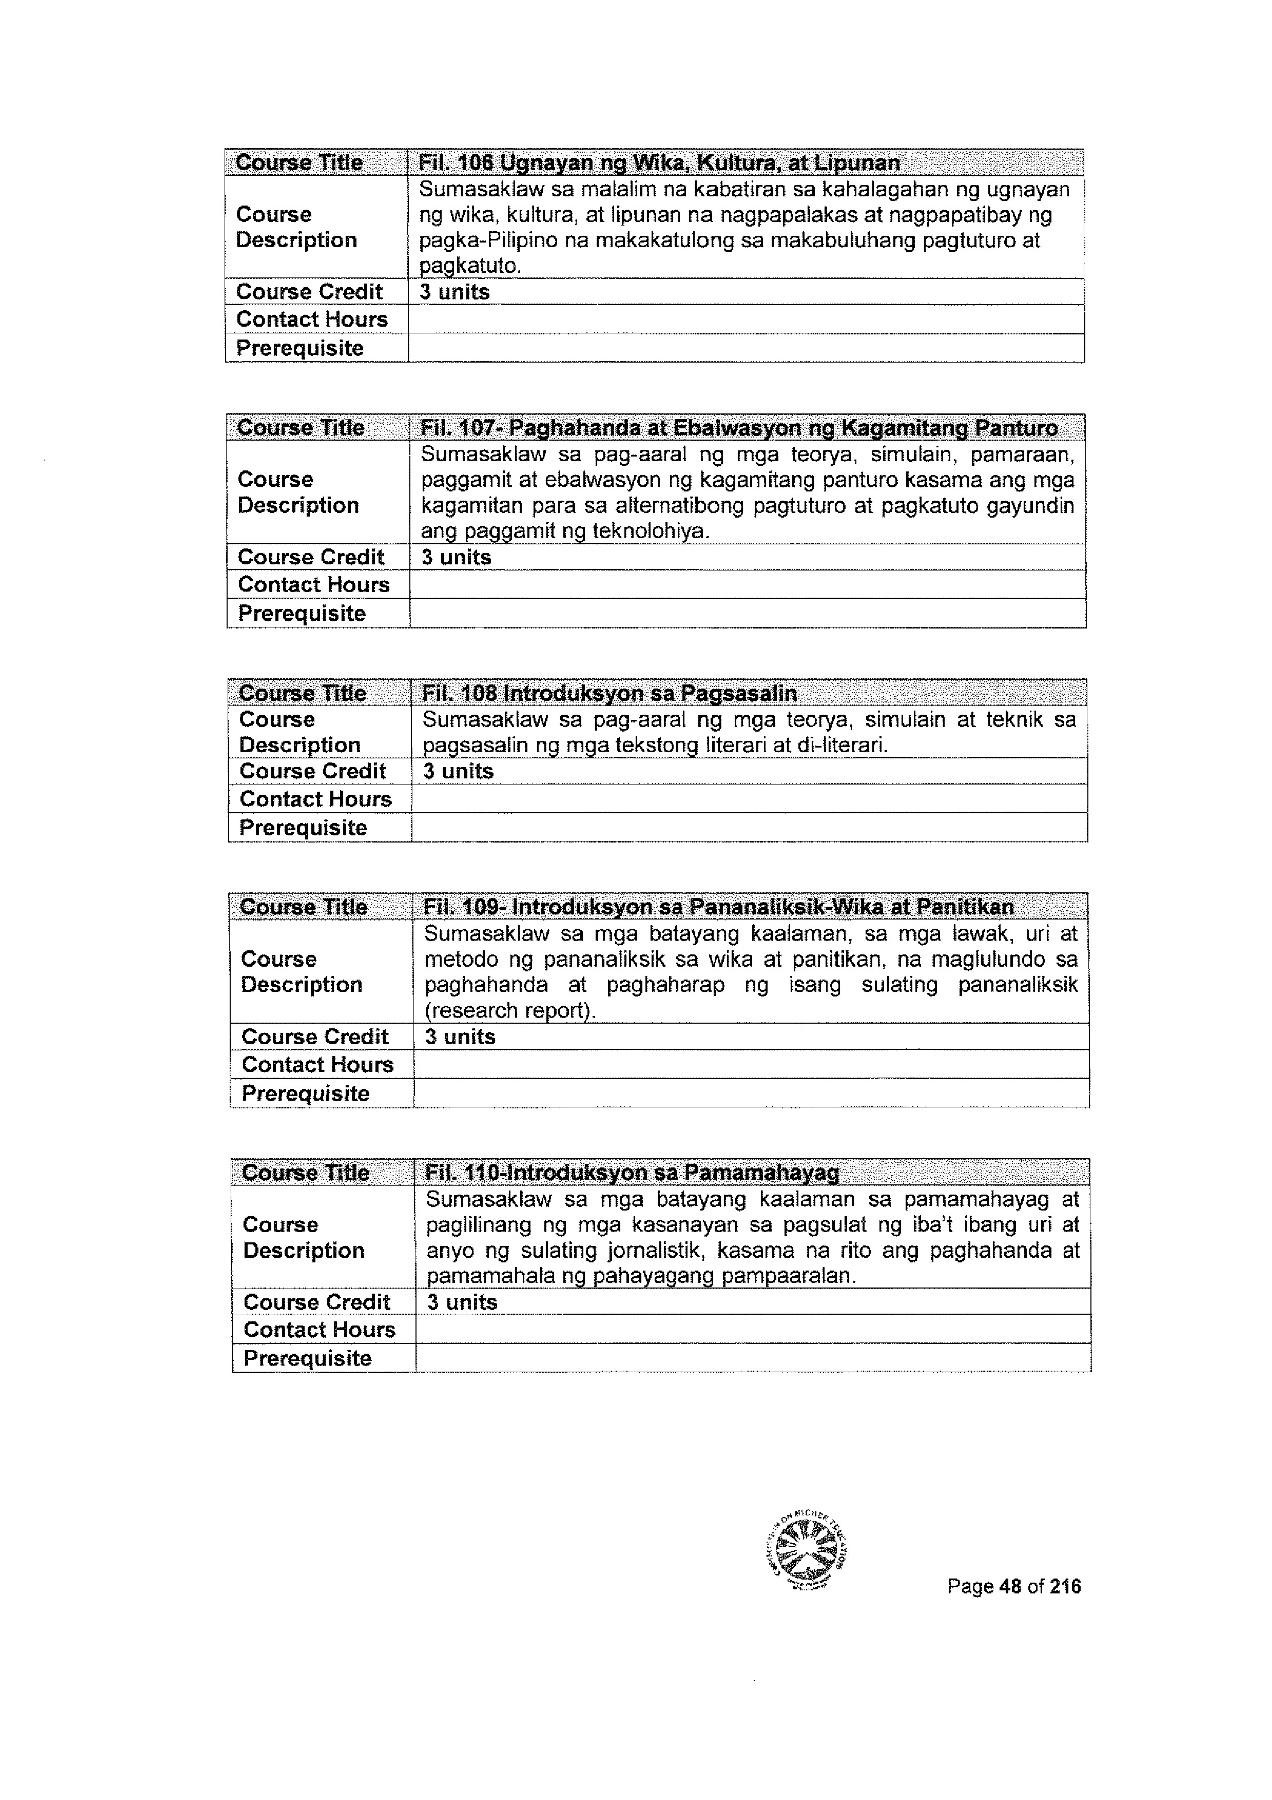 Course Title Fil. 106 Ugnayan ng Wika, Kultura, at Lipunan
Course Description Sumasaklaw sa malalim na kabatiran sa kahalagahan ng ugnayan
ng wika, kultura, at lipunan na nagpapalakas at nagpapatibay ng
pagka-Pilipino na makakatulong sa makabuluhang pagtuturo at
pagkatuto.
Course Credit 3 units
Contact Hours
Prerequisite
Course Title Fil. 107- Paghahanda at Ebalwasyon ng Kagamitang Panturo
Course Description Sumasaklaw sa pag-aaral ng mga teorya, simulain, pamaraan,
paggamit at ebalwasyon ng kagamitang panturo kasama ang mga
kagamitan para sa alternatibong pagtuturo at pagkatuto gayundin
ang paggamit ng teknolohiya.
Course Credit 3 units
Contact Hours
Prerequisite
Course Title Fil. 108 Introduksyon sa Pagsasalin
Course Description Sumasaklaw sa pag-aaral ng mga teorya, simulain at teknik sa
pagsasalin ng mga tekstong literari at di-literari.
Course Credit 3 units
Contact Hours
Prerequisite
Course Title Fil. 109- Introduksyon sa Pananaliksik-Wika at Panitikan
Course Description Sumasaklaw sa mga batayang kaalaman, sa mga lawak, uri at
metodo ng pananaliksik sa wika at panitikan, na maglulundo sa
paghahanda at paghaharap ng isang sulating pananaliksik
(research report).
Course Credit 3 units
Contact Hours
Prerequisite
Course Title Fil. 110-Introduksyon sa Pamamahayag
Course Description Sumasaklaw sa mga batayang kaalaman sa pamamahayag at
paglilinang ng mga kasanayan sa pagsulat ng iba't ibang uri at
anyo ng sulating jornalistik, kasama na rito ang paghahanda at
pamamahala ng pahayagang pampaaralan.
Course Credit 3 units
Contact Hours
Prerequisite
ON HIGHER EDUCATION
Page 48 of 216